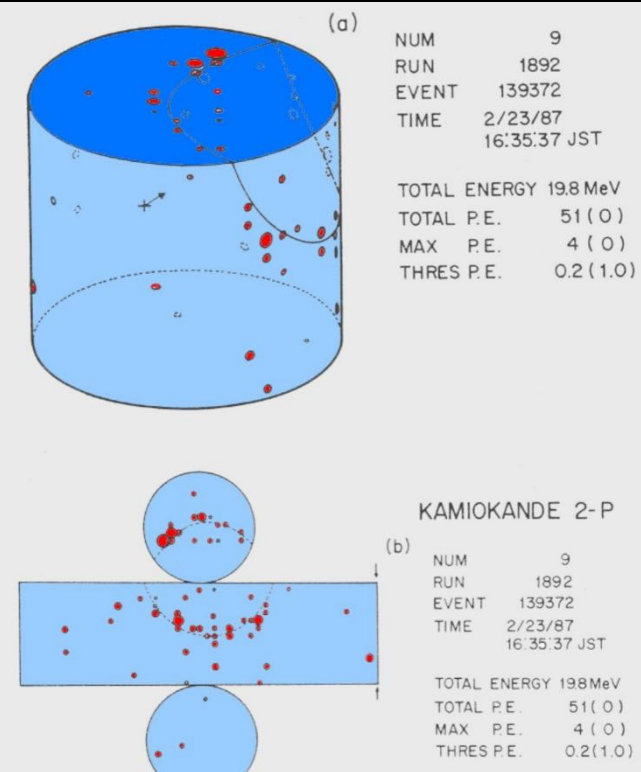 (a)
NUM 9
RUN 1892
EVENT 139372
TIME 2/23/87
16:35:37 JST
TOTAL ENERGY 19.8 MeV
TOTAL P.E. 51(0)
MAX P.E. 4(0)
THRES P.E. 0.2(1.0)
KAMIOKANDE 2-P
(b)
NUM 9
RUN 1892
EVENT 139372
TIME 2/23/87
16:35:37 JST
TOTAL ENERGY 19.8 MeV
TOTAL P.E. 51(0)
MAX P.E. 4(0)
THRES P.E. 0.2(1.0)